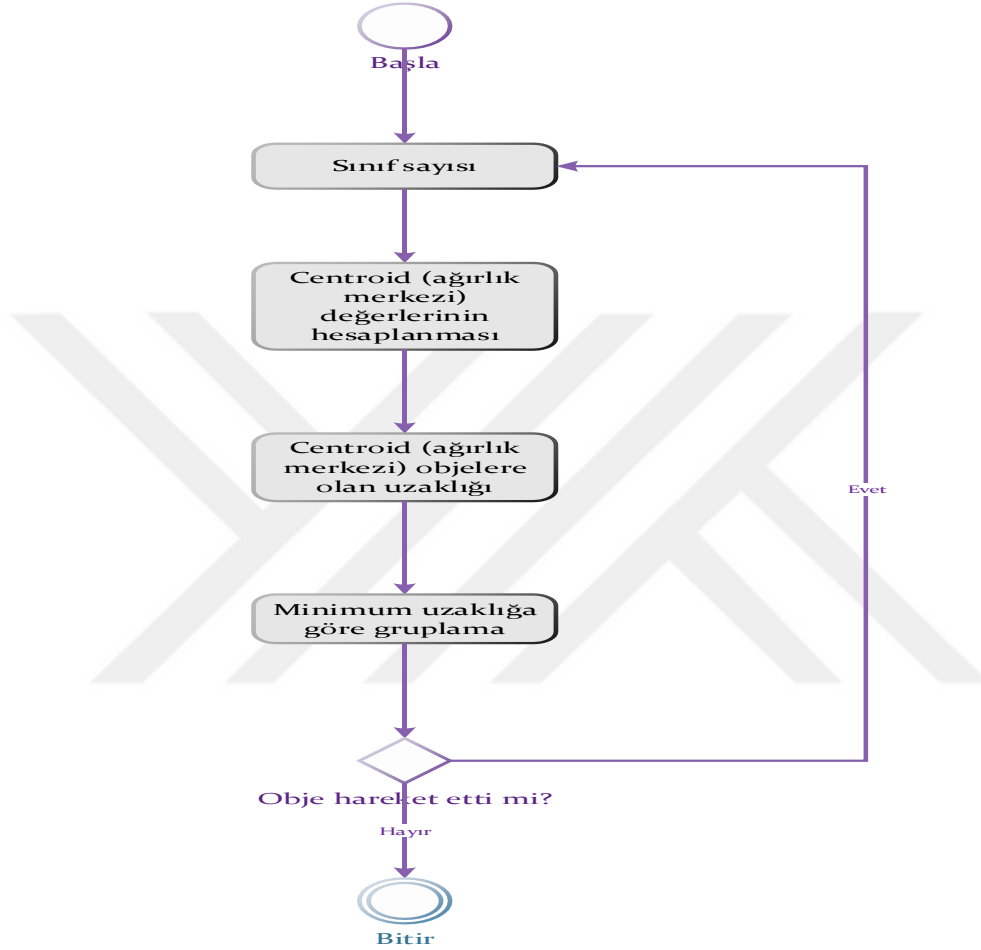 Başla
Sınıf sayısı
Centroid (ağırlık
merkezi)
değerlerinin
hesaplanması
Centroid (ağırlık
merkezi) objelere
olan uzaklığı
Evet
Minimum uzaklığa
göre gruplama
Obje hareket etti mi?
Hayır
Bitir